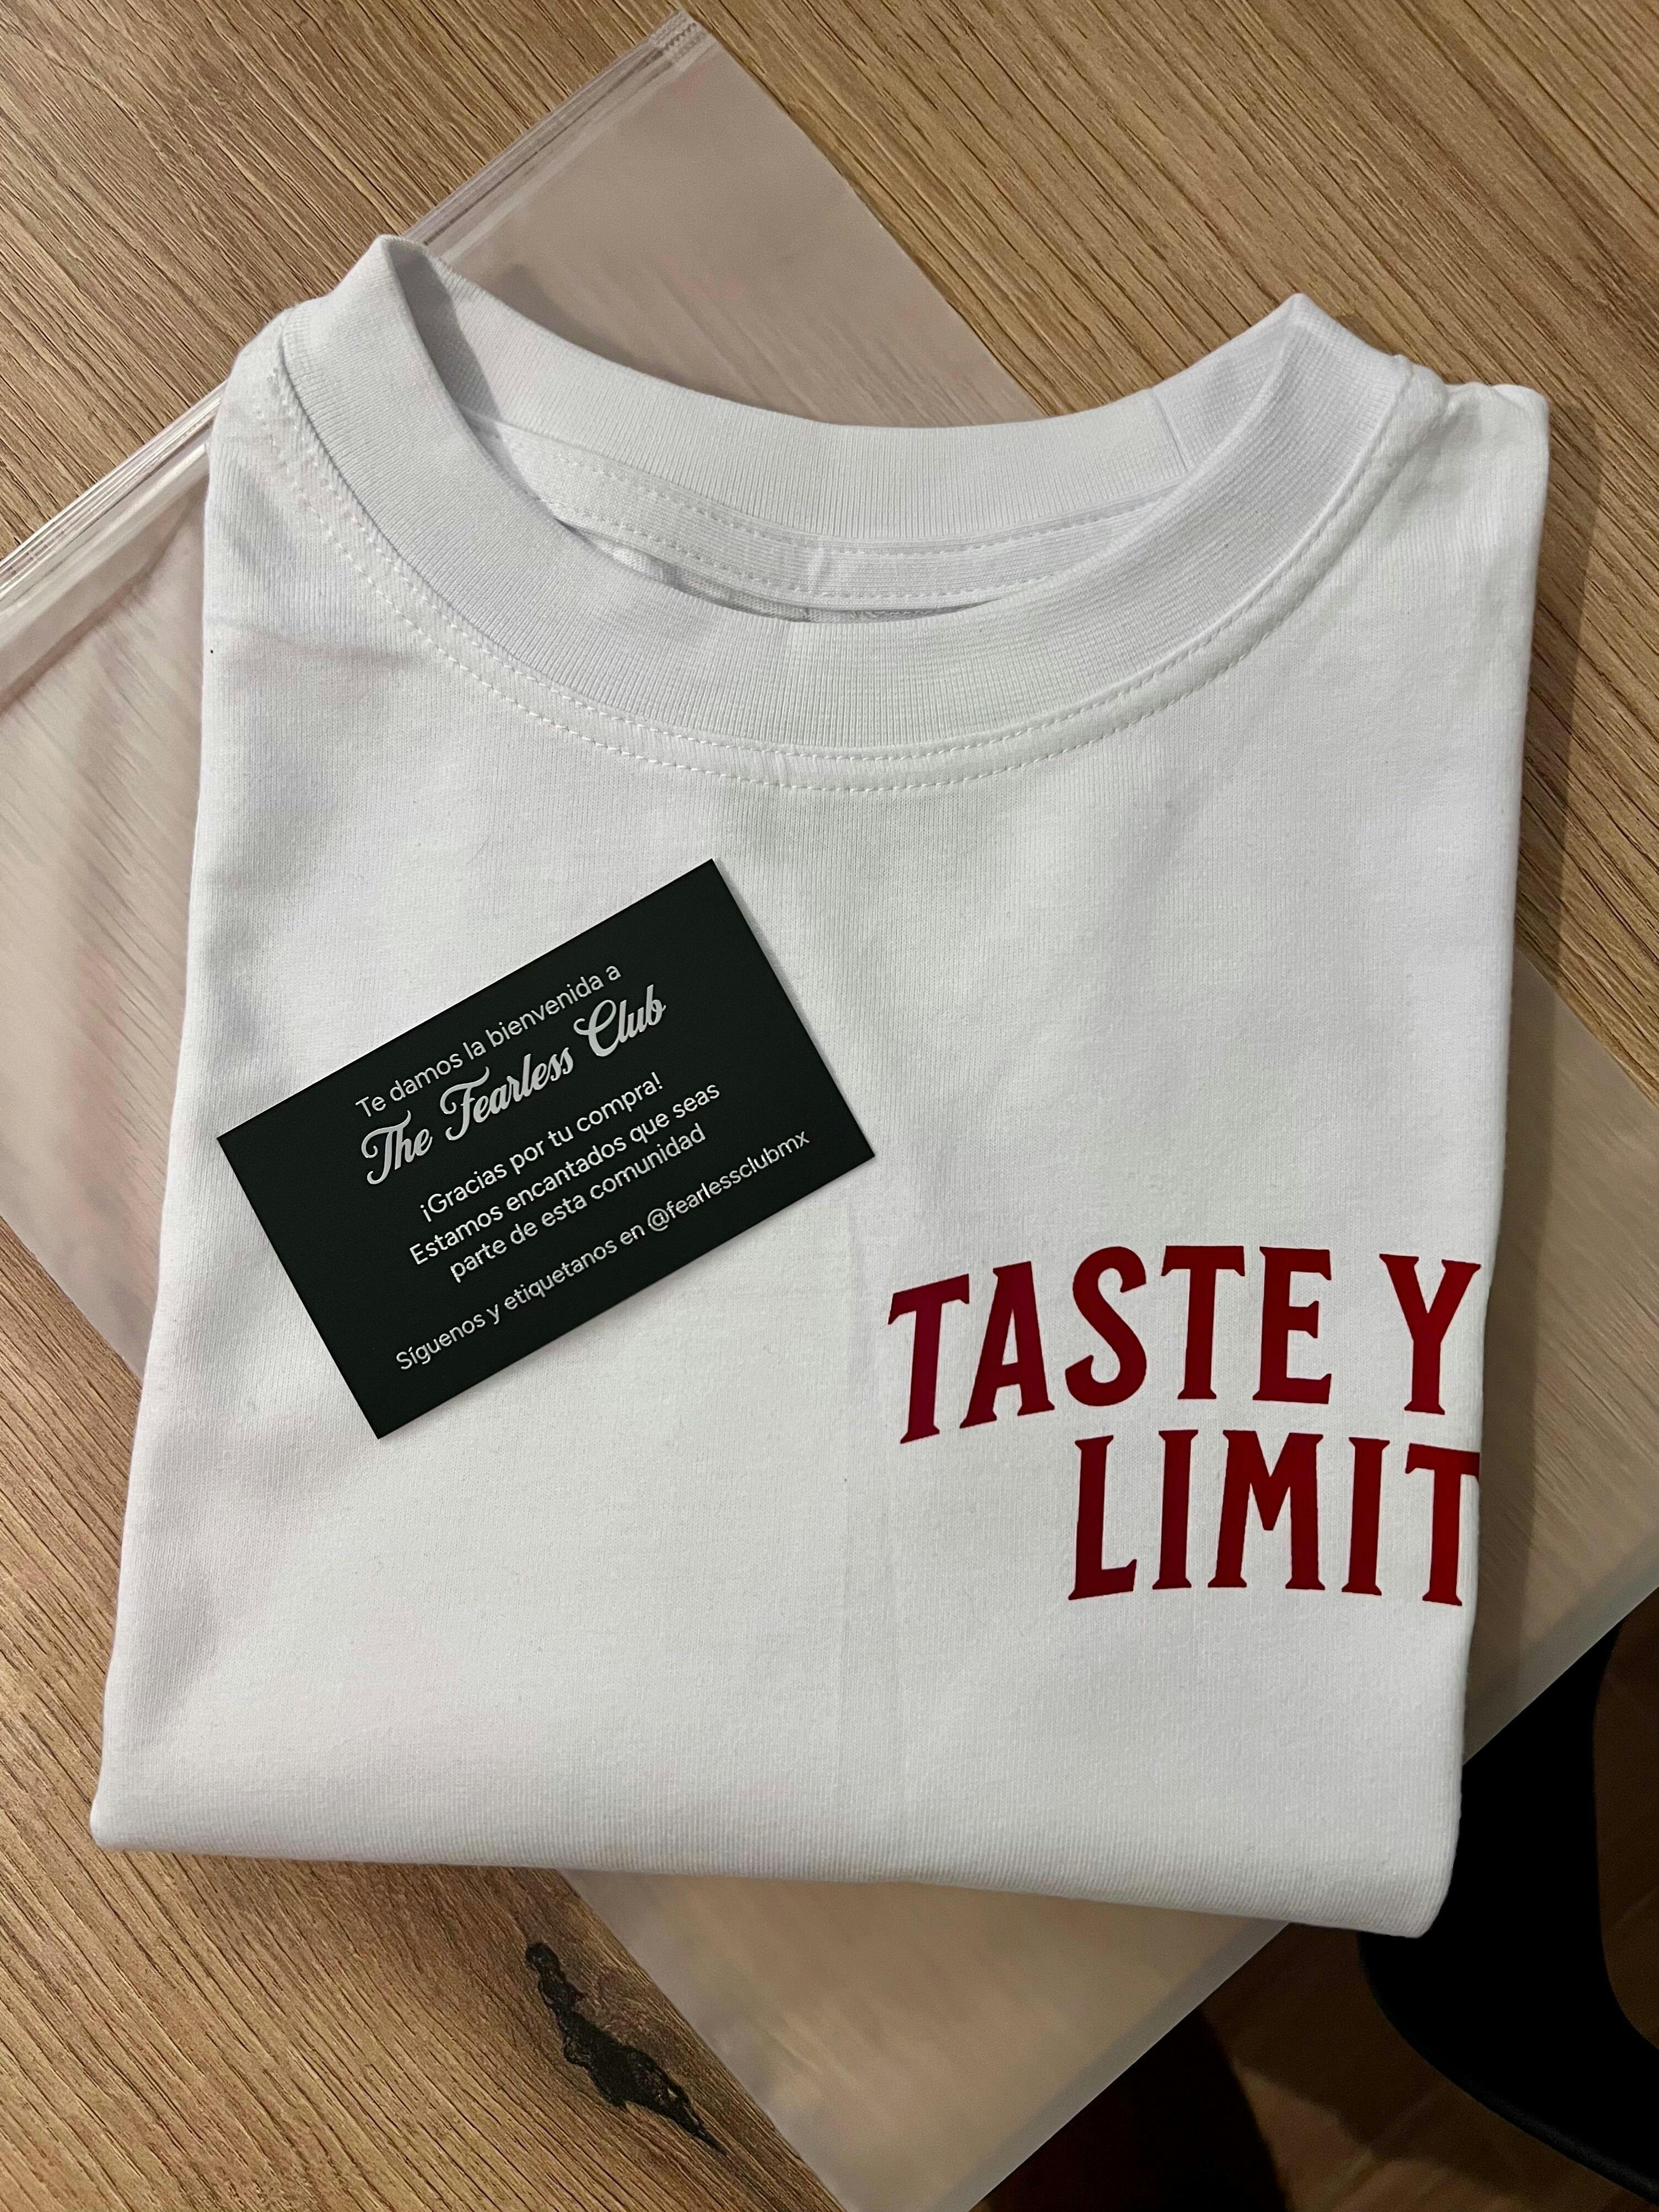 Te damos la bienvenida a
The Fearless Club
¡Gracias por tu compra!
Estamos encantados que seas
parte de esta comunidad
Síguenos y etiquetanos en @fearlessclubmx
TASTE Y
LIMIT